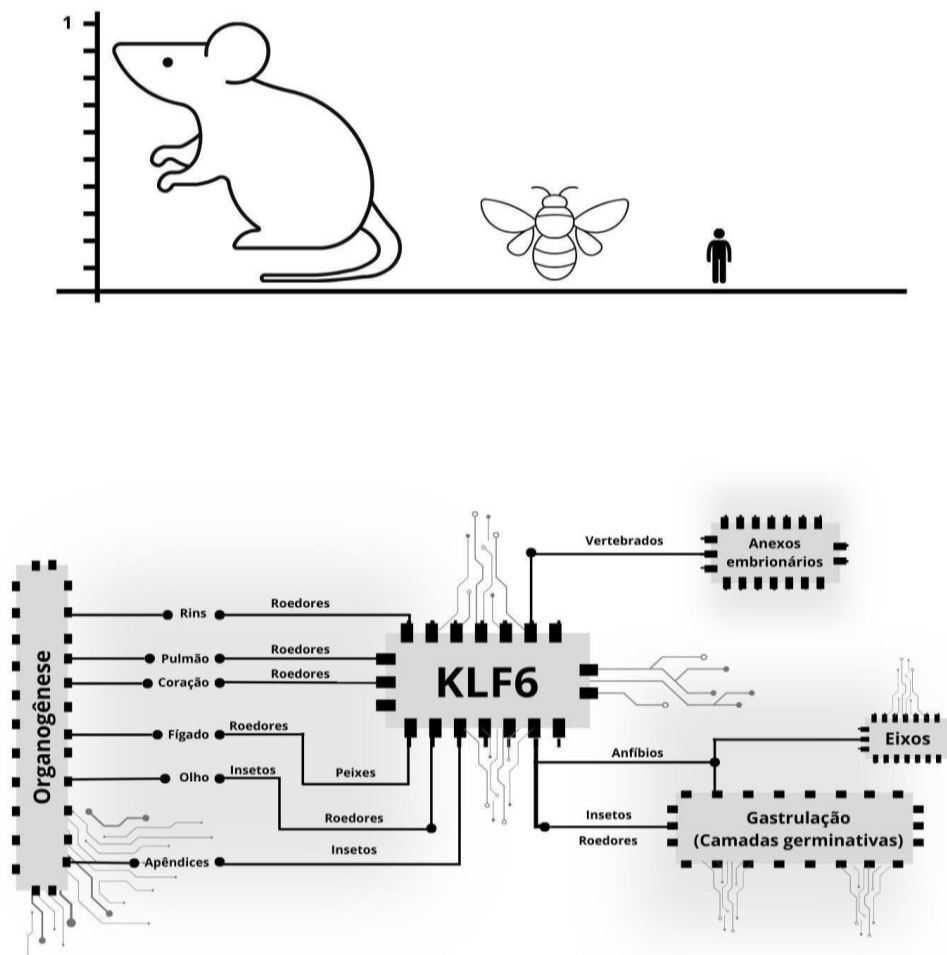 1
Vertebrados
Anexos
embrionários
Rins
Roedores
Pulmão
Roedores
Coração
Roedores
KLF6
Organogênese
Fígado
Roedores
Peixes
Olho
Insetos
Roedores
Apêndices
Insetos
Anfíbios
Eixos
Insetos
Roedores
Gastrulação
(Camadas germinativas)